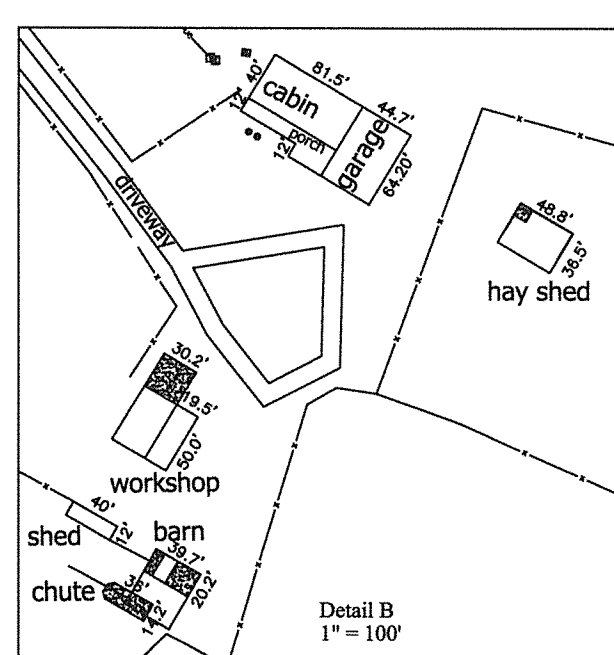 40'
81.5'
cabin
44.7'
12'
porch
12'
garage
64.20'
driveway
48.8'
36.5'
hay shed
30.2'
19.5'
50.0'
workshop
40'
12'
shed
barn
39.7'
20.2'
chute
14.2'
Detail B
1" = 100'